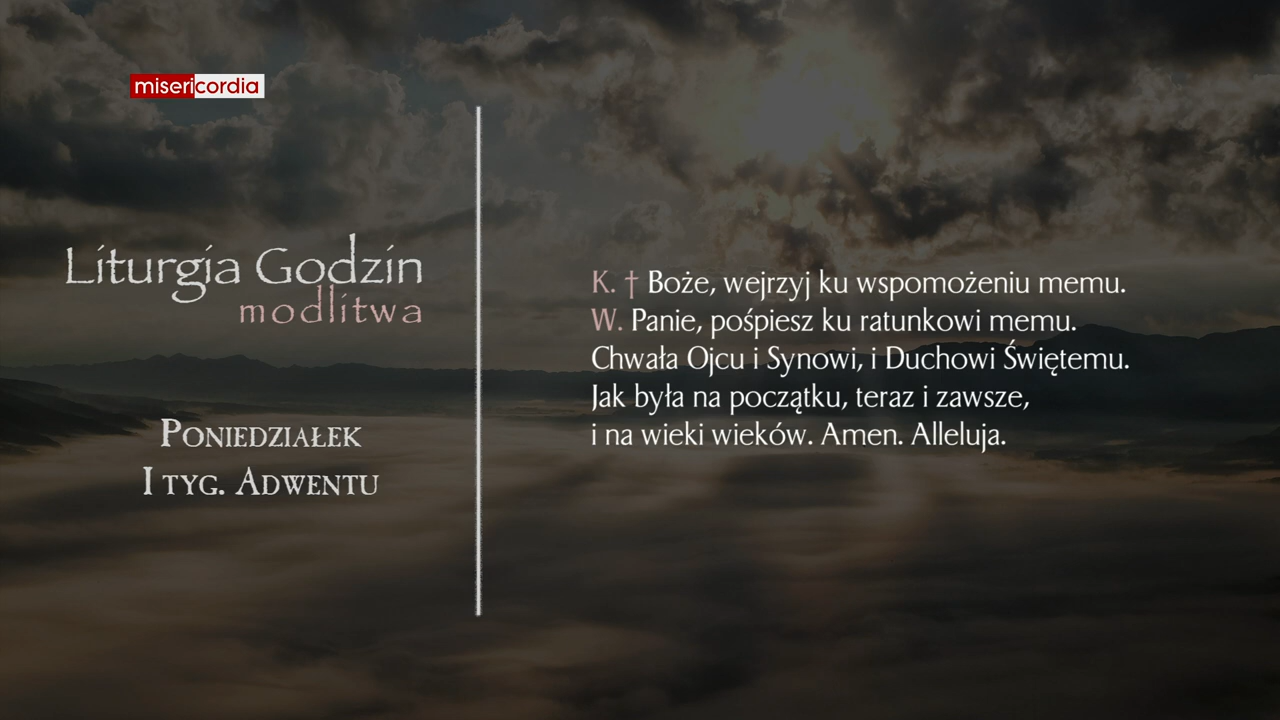 misericordia
Liturgia Godzin
modlitwa
Poniedziałek
I tyg. Adwentu
K. † Boże, wejrzyj ku wspomożeniu memu.
W. Panie, pośpiesz ku ratunkowi memu.
Chwała Ojcu i Synowi, i Duchowi Świętemu.
Jak była na początku, teraz i zawsze,
i na wieki wieków. Amen. Alleluja.